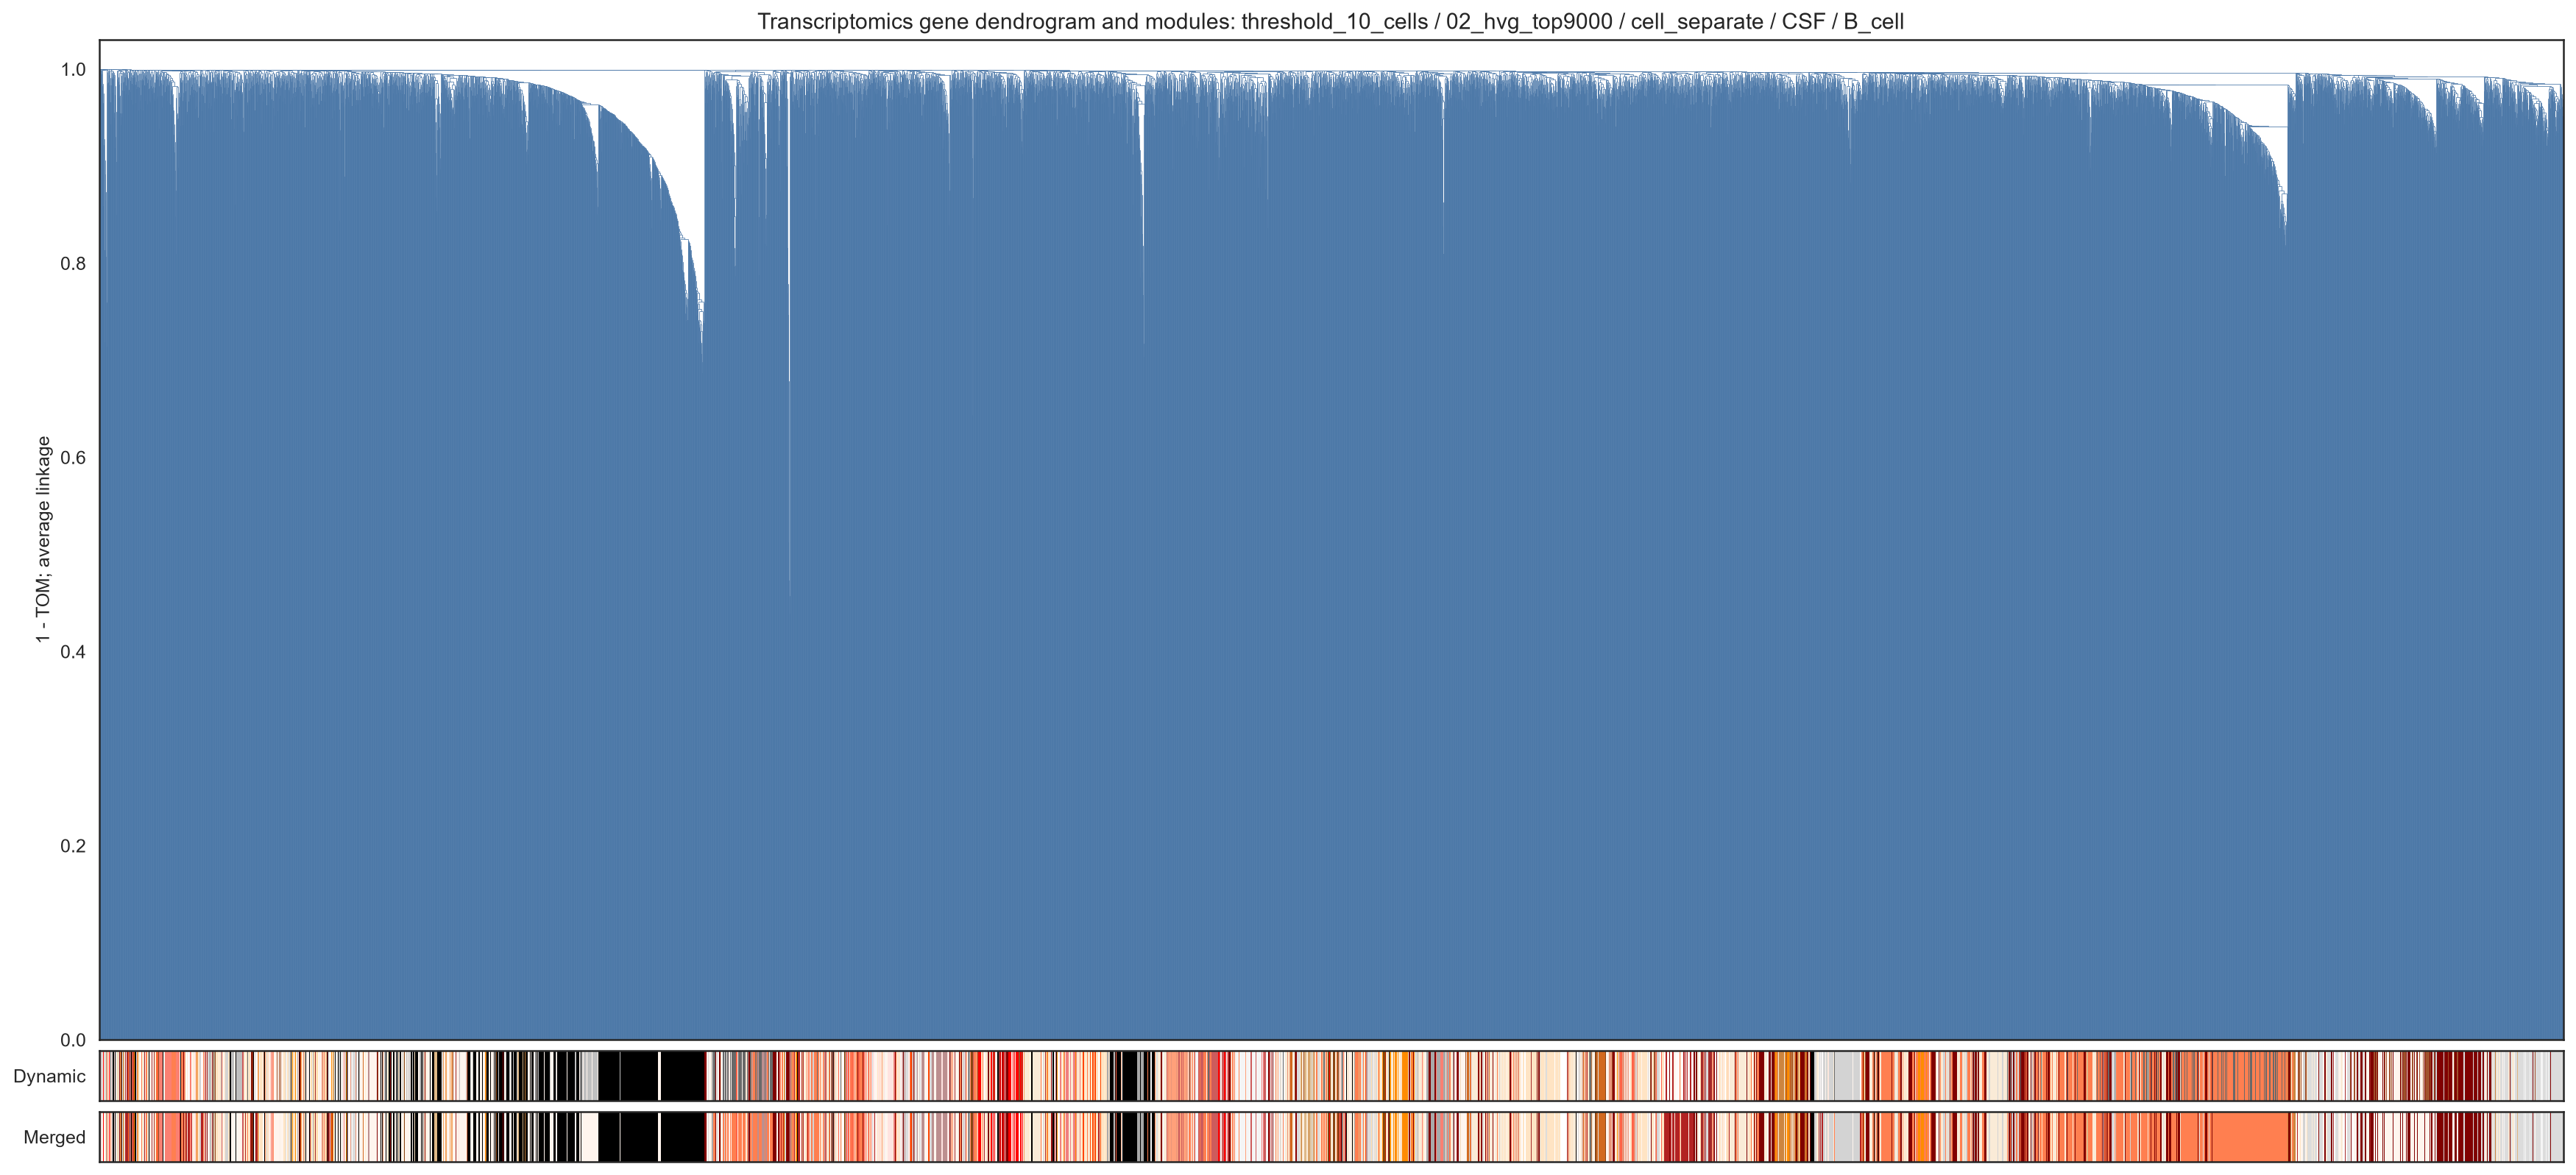 Transcriptomics gene dendrogram and modules: threshold_10_cells / 02_hvg_top9000 / cell_separate / CSF / B_cell
1.0
0.8
0.6
0.4
0.2
0.0
1 - TOM; average linkage
Dynamic
Merged